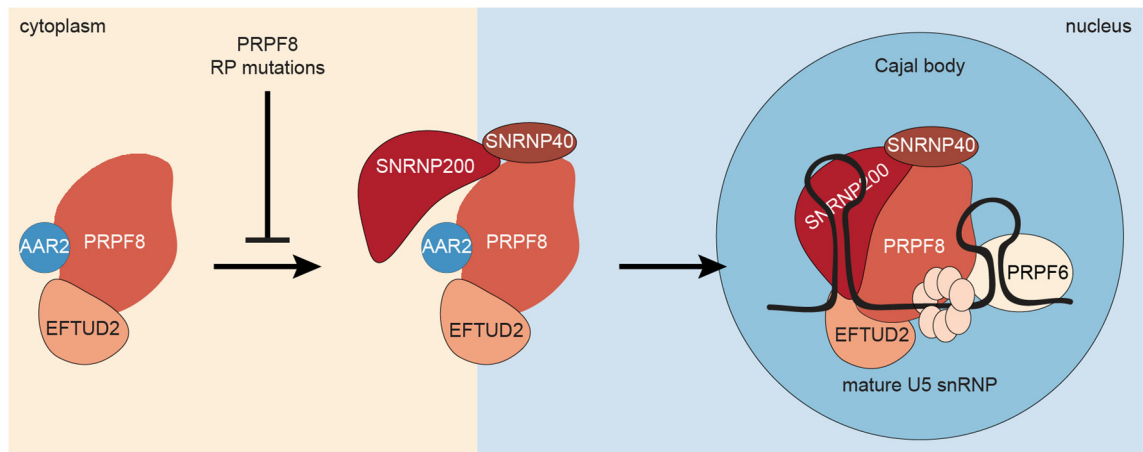 cytoplasm
nucleus
PRPF8
RP mutations
AAR2
PRPF8
EFTUD2
SNRNP200
SNRNP40
AAR2
PRPF8
EFTUD2
Cajal body
SNRNP40
SNRNP200
PRPF8
PRPF6
EFTUD2
mature U5 snRNP